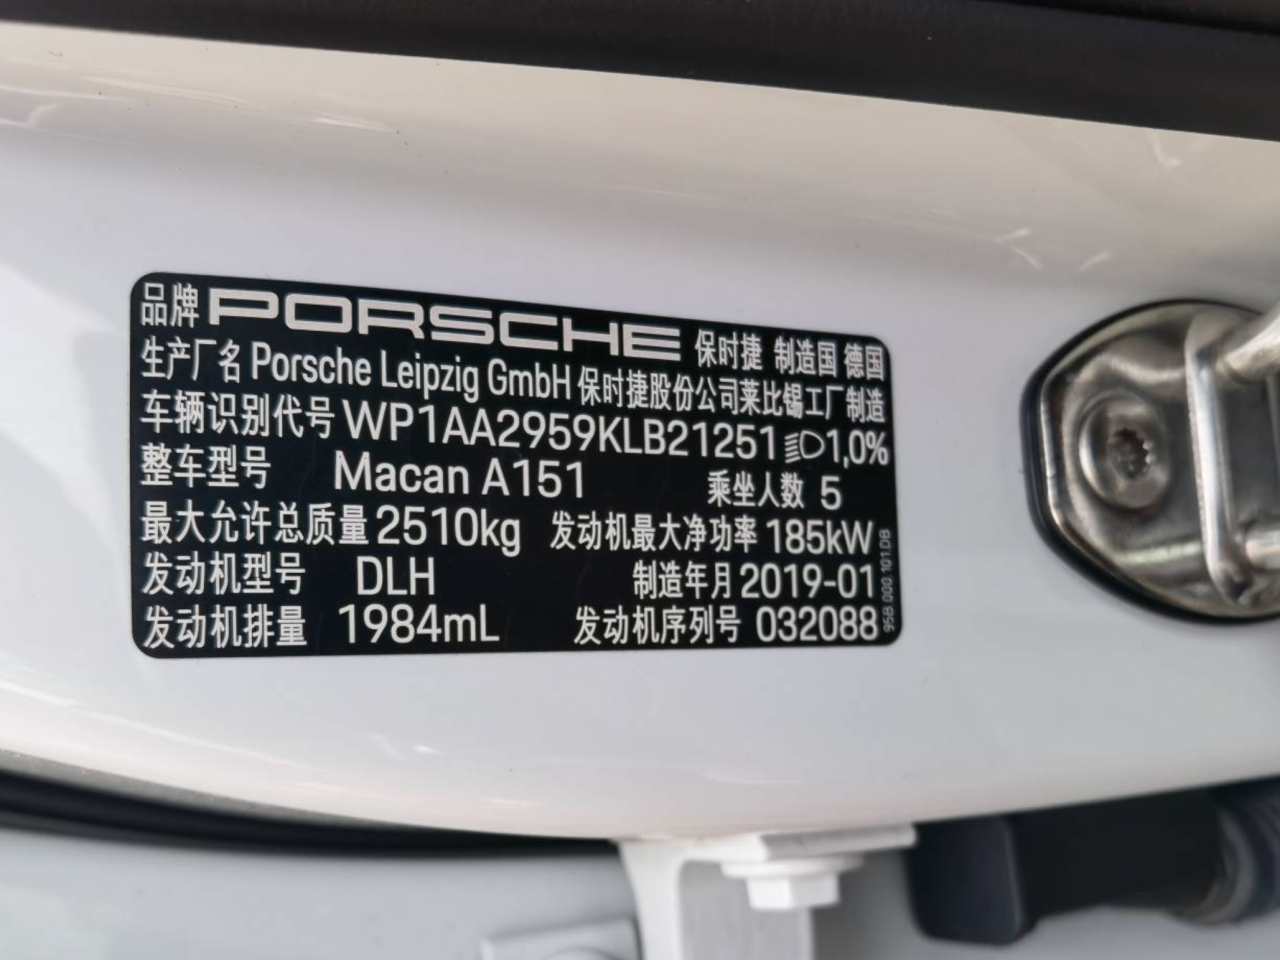 品牌 PORSCHE 保时捷 制造国 德国
生产厂名 Porsche Leipzig GmbH 保时捷股份公司莱比锡工厂制造
车辆识别代号 WP1AA2959KLB21251 1,0%
整车型号 Macan A151 乘坐人数 5
最大允许总质量 2510kg 发动机最大净功率 185kW
发动机型号 DLH 制造年月 2019-01
发动机排量 1984mL 发动机序列号 032088
95B.000.101.DB